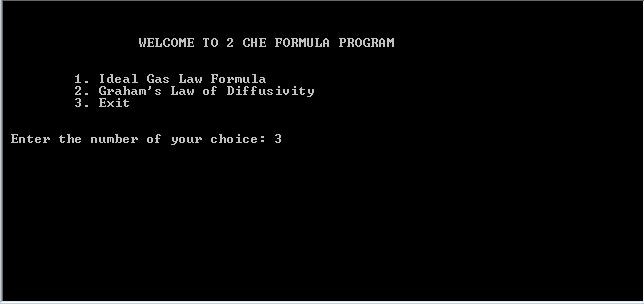 WELCOME TO 2 CHE FORMULA PROGRAM
1. Ideal Gas Law Formula
2. Graham's Law of Diffusivity
3. Exit
Enter the number of your choice: 3